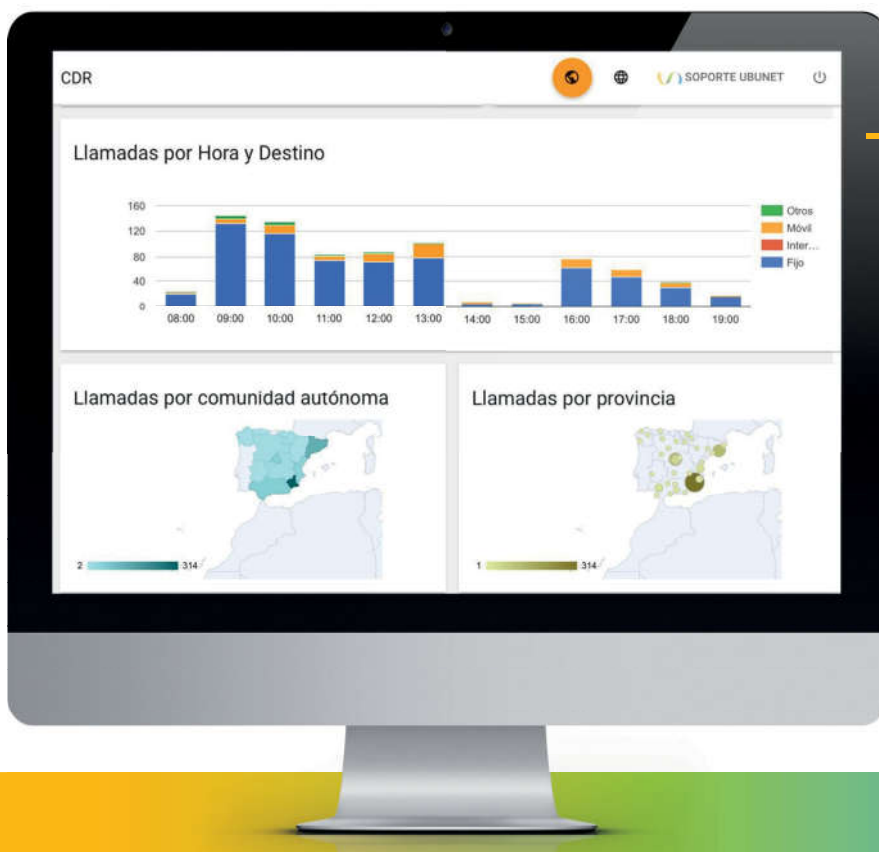 CDR
SOPORTE UBUNET
Llamadas por Hora y Destino
160
120
80
40
0
08:00 09:00 10:00 11:00 12:00 13:00 14:00 15:00 16:00 17:00 18:00 19:00
Otros
Móvil
Inter...
Fijo
Llamadas por comunidad autónoma
2 314
Llamadas por provincia
1 314